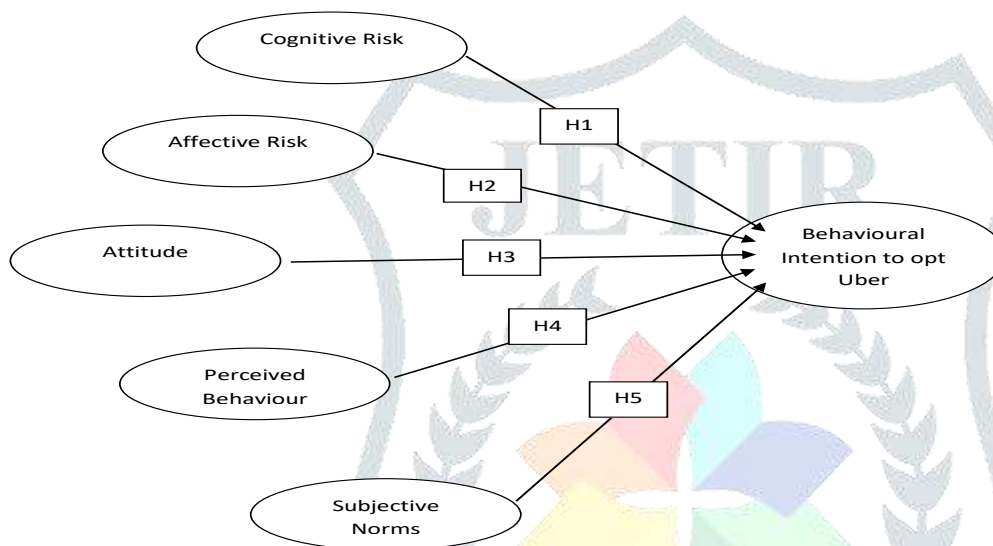 Cognitive Risk
H1
Affective Risk
JETIR
H2
Behavioural
Intention to opt
Uber
Attitude
H3
H4
Perceived
Behaviour
H5
Subjective
Norms